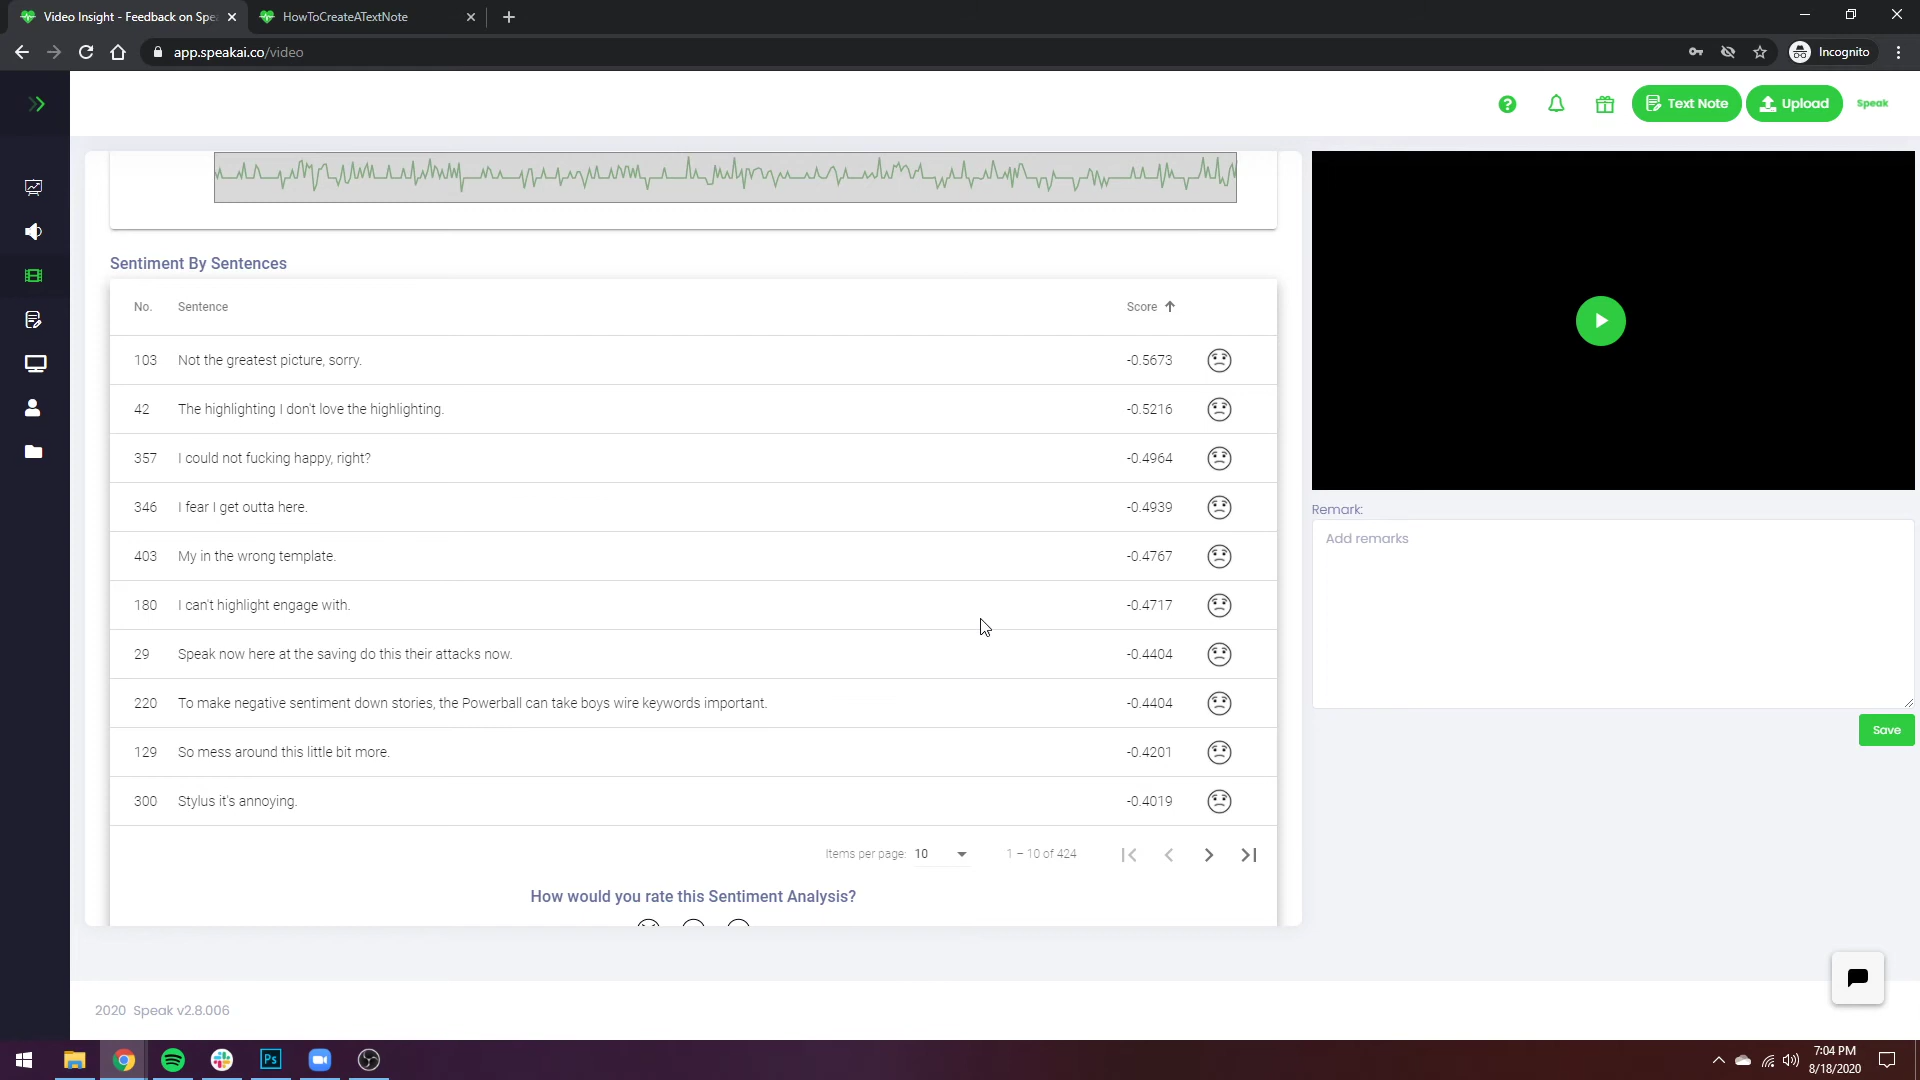 Video Insight - Feedback on Spe
HowToCreateATextNote
app.speakai.co/video
Incognito
Text Note
Upload
Speak
Sentiment By Sentences
No. Sentence Score
103 Not the greatest picture, sorry. -0.5673
42 The highlighting I don't love the highlighting. -0.5216
357 I could not fucking happy, right? -0.4964
346 I fear I get outta here. -0.4939
403 My in the wrong template. -0.4767
180 I can't highlight engage with. -0.4717
29 Speak now here at the saving do this their attacks now. -0.4404
220 To make negative sentiment down stories, the Powerball can take boys wire keywords important. -0.4404
129 So mess around this little bit more. -0.4201
300 Stylus it's annoying. -0.4019
Items per page: 10 1 – 10 of 424
How would you rate this Sentiment Analysis?
Remark:
Add remarks
Save
2020 Speak v2.8.006
Ps
7:04 PM
8/18/2020